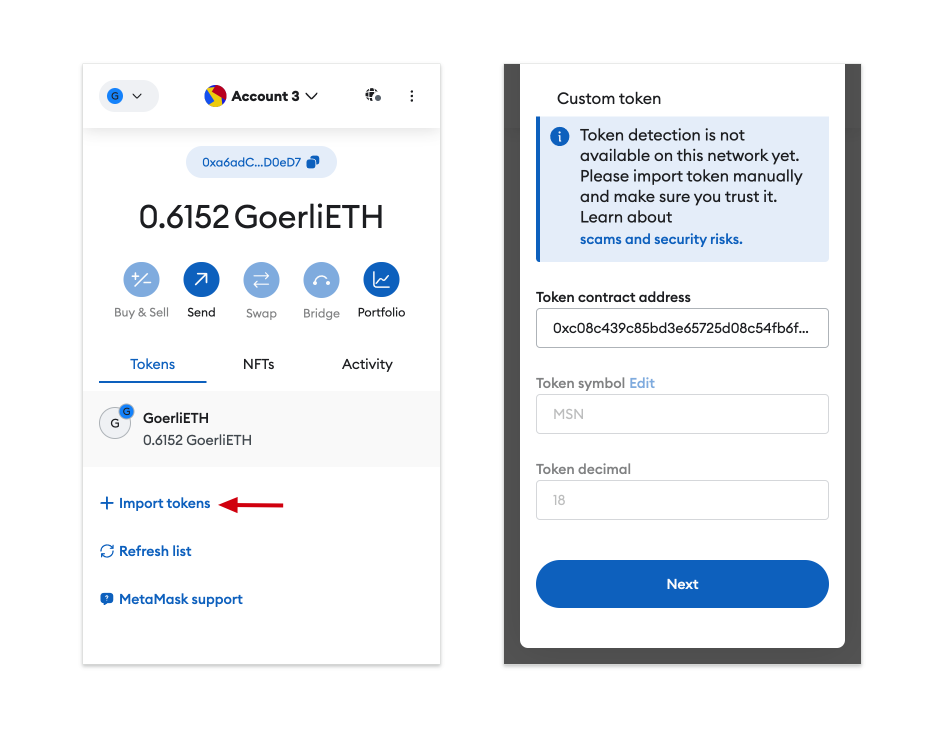 G
Account 3
0xa6adC...D0eD7
0.6152 GoerliETH
Buy & Sell
Send
Swap
Bridge
Portfolio
Tokens
NFTs
Activity
G
G
GoerliETH
0.6152 GoerliETH
Import tokens
Refresh list
MetaMask support
Custom token
Token detection is not
available on this network yet.
Please import token manually
and make sure you trust it.
Learn about
scams and security risks.
Token contract address
0xc08c439c85bd3e65725d08c54fb6f...
Token symbol Edit
MSN
Token decimal
18
Next